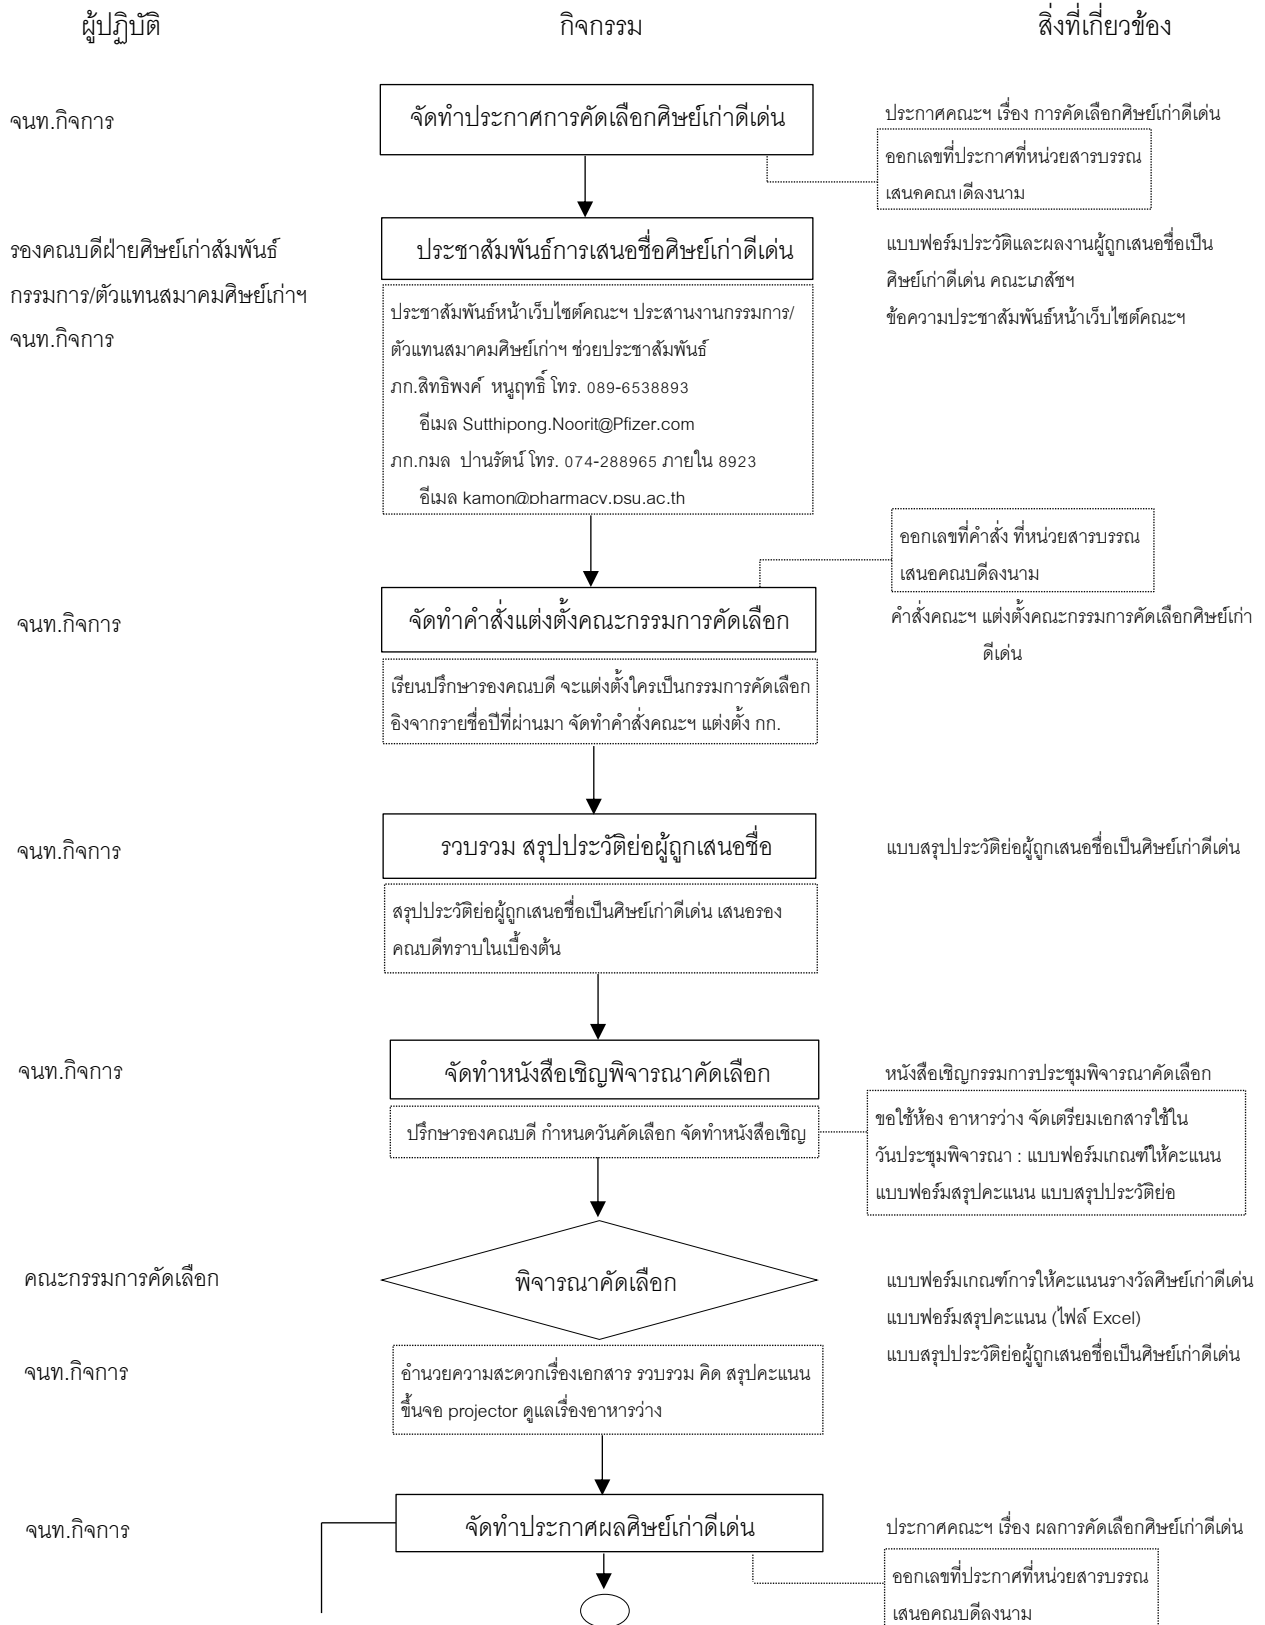 ผู้ปฏิบัติ กิจกรรม สิ่งที่เกี่ยวข้อง
จนท.กิจการ
จัดทำประกาศการคัดเลือกศิษย์เก่าดีเด่น
ประกาศคณะฯ เรื่อง การคัดเลือกศิษย์เก่าดีเด่น
ออกเลขที่ประกาศที่หน่วยสารบรรณ
เสนอคณบดีลงนาม
รองคณบดีฝ่ายศิษย์เก่าสัมพันธ์
กรรมการ/ตัวแทนสมาคมศิษย์เก่าฯ
จนท.กิจการ
ประชาสัมพันธ์การเสนอชื่อศิษย์เก่าดีเด่น
ประชาสัมพันธ์หน้าเว็บไซต์คณะฯ ประสานงานกรรมการ/
ตัวแทนสมาคมศิษย์เก่าฯ ช่วยประชาสัมพันธ์
ภก.สิทธิพงค์ หนูฤทธิ์ โทร. 089-6538893
อีเมล Sutthipong.Noorit@Pfizer.com
ภก.กมล ปานรัตน์ โทร. 074-288965 ภายใน 8923
อีเมล kamon@pharmacy.psu.ac.th
แบบฟอร์มประวัติและผลงานผู้ถูกเสนอชื่อเป็น
ศิษย์เก่าดีเด่น คณะเภสัชฯ
ข้อความประชาสัมพันธ์หน้าเว็บไซต์คณะฯ
ออกเลขที่คำสั่ง ที่หน่วยสารบรรณ
เสนอคณบดีลงนาม
จนท.กิจการ
จัดทำคำสั่งแต่งตั้งคณะกรรมการคัดเลือก
คำสั่งคณะฯ แต่งตั้งคณะกรรมการคัดเลือกศิษย์เก่า
ดีเด่น
เรียนปรึกษารองคณบดี จะแต่งตั้งใครเป็นกรรมการคัดเลือก
อิงจากรายชื่อปีที่ผ่านมา จัดทำคำสั่งคณะฯ แต่งตั้ง กก.
จนท.กิจการ
รวบรวม สรุปประวัติย่อผู้ถูกเสนอชื่อ
แบบสรุปประวัติย่อผู้ถูกเสนอชื่อเป็นศิษย์เก่าดีเด่น
สรุปประวัติย่อผู้ถูกเสนอชื่อเป็นศิษย์เก่าดีเด่น เสนอรอง
คณบดีทราบในเบื้องต้น
จนท.กิจการ
จัดทำหนังสือเชิญพิจารณาคัดเลือก
หนังสือเชิญกรรมการประชุมพิจารณาคัดเลือก
ปรึกษารองคณบดี กำหนดวันคัดเลือก จัดทำหนังสือเชิญ
ขอใช้ห้อง อาหารว่าง จัดเตรียมเอกสารใช้ใน
วันประชุมพิจารณา : แบบฟอร์มเกณฑ์ให้คะแนน
แบบฟอร์มสรุปคะแนน แบบสรุปประวัติย่อ
คณะกรรมการคัดเลือก
พิจารณาคัดเลือก
แบบฟอร์มเกณฑ์การให้คะแนนรางวัลศิษย์เก่าดีเด่น
แบบฟอร์มสรุปคะแนน (ไฟล์ Excel)
แบบสรุปประวัติย่อผู้ถูกเสนอชื่อเป็นศิษย์เก่าดีเด่น
จนท.กิจการ
อำนวยความสะดวกเรื่องเอกสาร รวบรวม คิด สรุปคะแนน
ขึ้นจอ projector ดูแลเรื่องอาหารว่าง
จนท.กิจการ
จัดทำประกาศผลศิษย์เก่าดีเด่น
ประกาศคณะฯ เรื่อง ผลการคัดเลือกศิษย์เก่าดีเด่น
ออกเลขที่ประกาศที่หน่วยสารบรรณ
เสนอคณบดีลงนาม